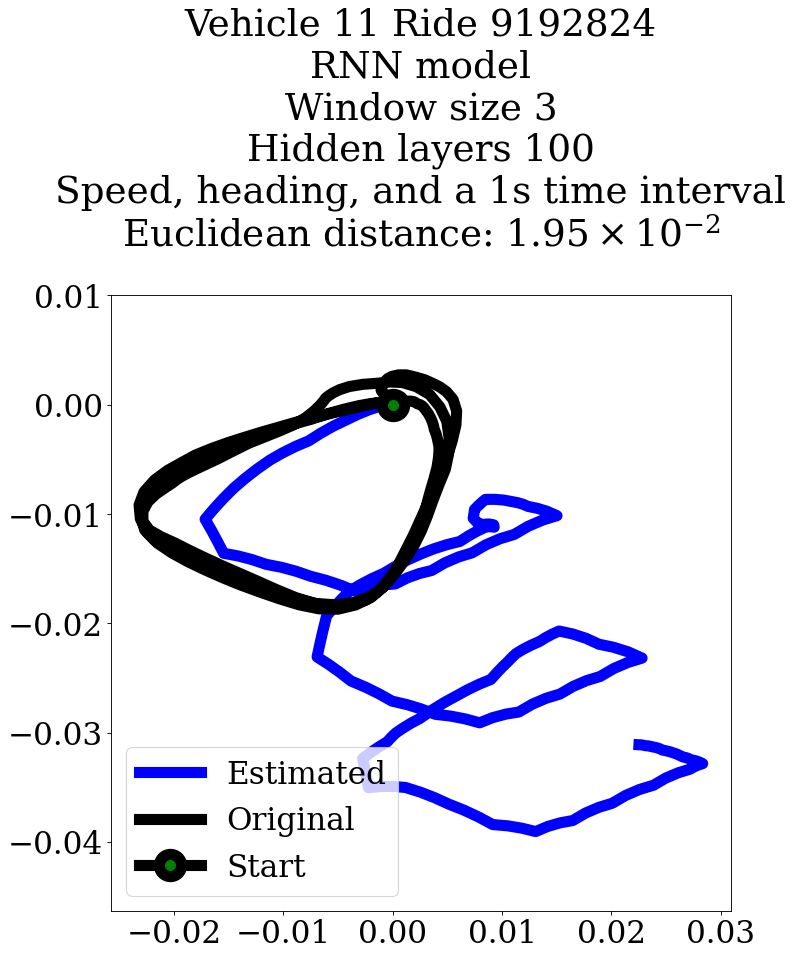 Vehicle 11 Ride 9192824
RNN model
Window size 3
Hidden layers 100
Speed, heading, and a 1s time interval
Euclidean distance: 1.95 × 10⁻²
0.01
0.00
−0.01
−0.02
−0.03
−0.04
Estimated
Original
Start
−0.02 −0.01 0.00 0.01 0.02 0.03